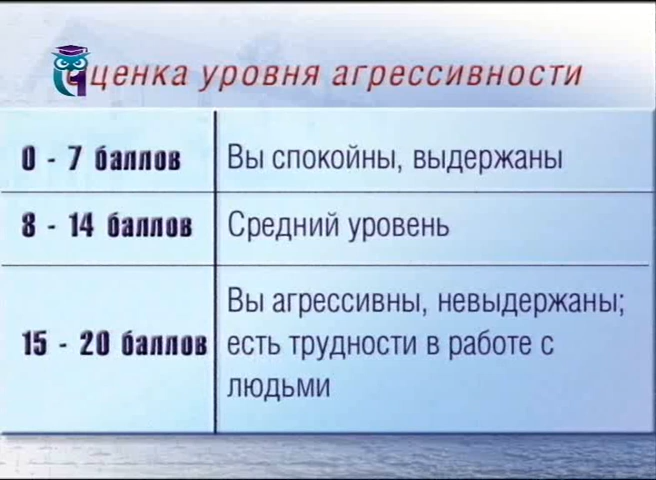 Оценка уровня агрессивности
0 - 7 баллов
Вы спокойны, выдержаны
8 - 14 баллов
Средний уровень
15 - 20 баллов
Вы агрессивны, невыдержаны;
есть трудности в работе с
людьми